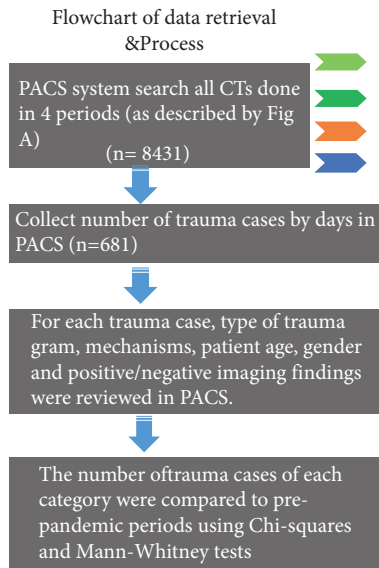 Flowchart of data retrieval
&Process
PACS system search all CTs done
in 4 periods (as described by Fig
A)
(n= 8431)
Collect number of trauma cases by days in
PACS (n=681)
For each trauma case, type of trauma
gram, mechanisms, patient age, gender
and positive/negative imaging findings
were reviewed in PACS.
The number oftrauma cases of each
category were compared to pre-
pandemic periods using Chi-squares
and Mann-Whitney tests